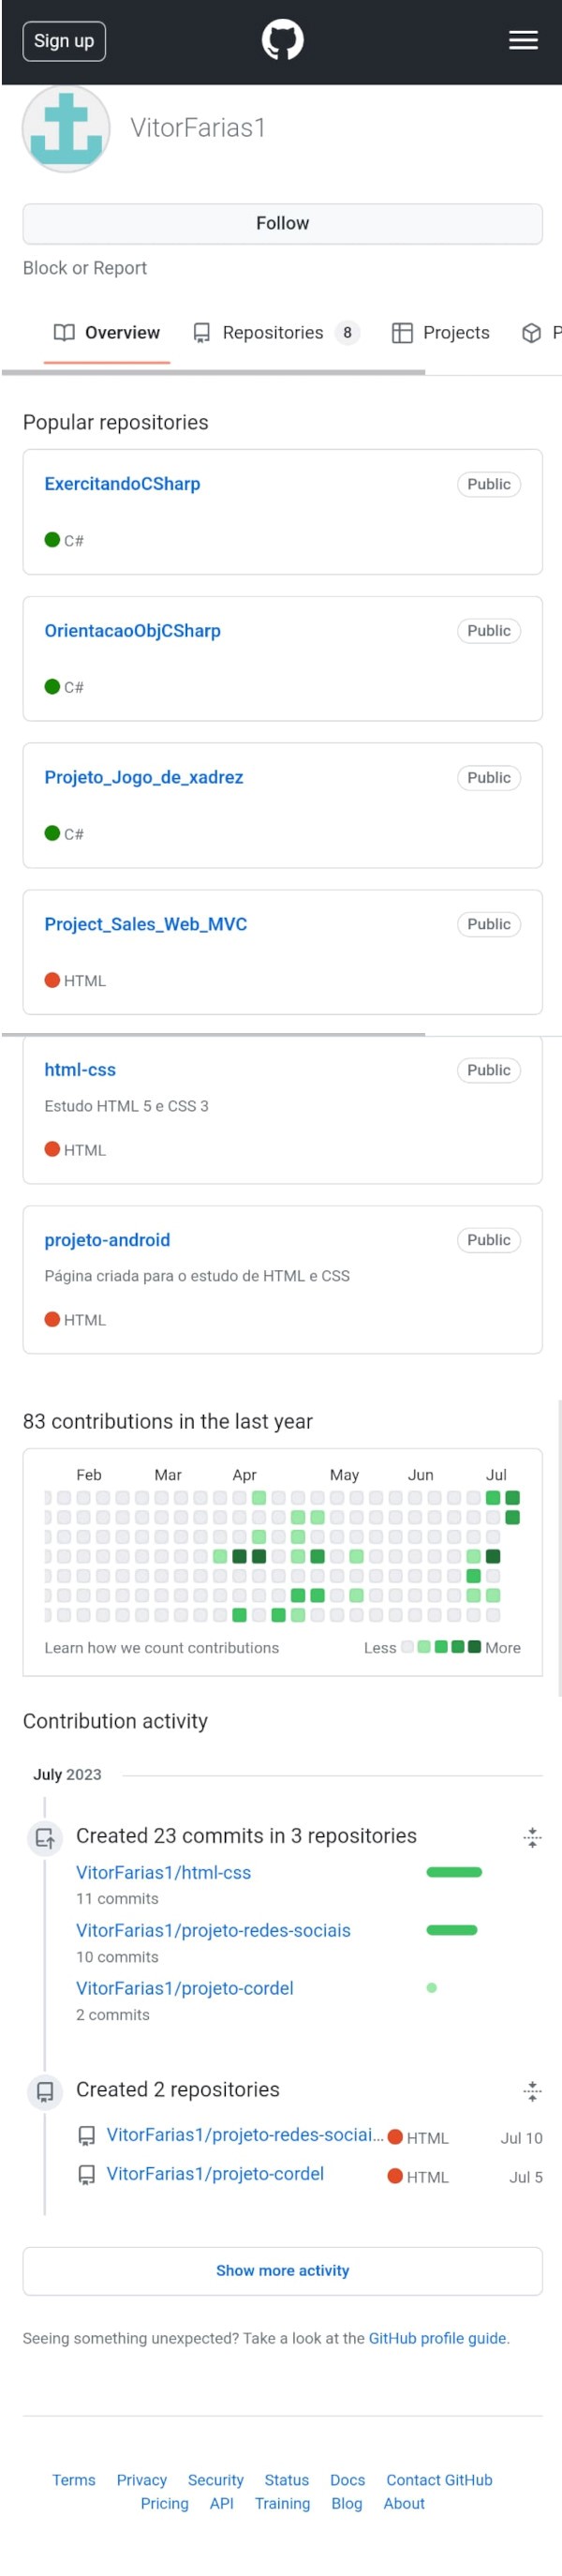 Sign up
VitorFarias1
Follow
Block or Report
Overview Repositories 8 Projects P
Popular repositories
ExercitandoCSharp Public
C#
OrientacaoObjCSharp Public
C#
Projeto_Jogo_de_xadrez Public
C#
Project_Sales_Web_MVC Public
HTML
html-css Public
Estudo HTML 5 e CSS 3
HTML
projeto-android Public
Página criada para o estudo de HTML e CSS
HTML
83 contributions in the last year
Feb Mar Apr May Jun Jul
Learn how we count contributions Less More
Contribution activity
July 2023
Created 23 commits in 3 repositories
VitorFarias1/html-css
11 commits
VitorFarias1/projeto-redes-sociais
10 commits
VitorFarias1/projeto-cordel
2 commits
Created 2 repositories
VitorFarias1/projeto-redes-sociai... HTML Jul 10
VitorFarias1/projeto-cordel HTML Jul 5
Show more activity
Seeing something unexpected? Take a look at the GitHub profile guide.
Terms Privacy Security Status Docs Contact GitHub
Pricing API Training Blog About